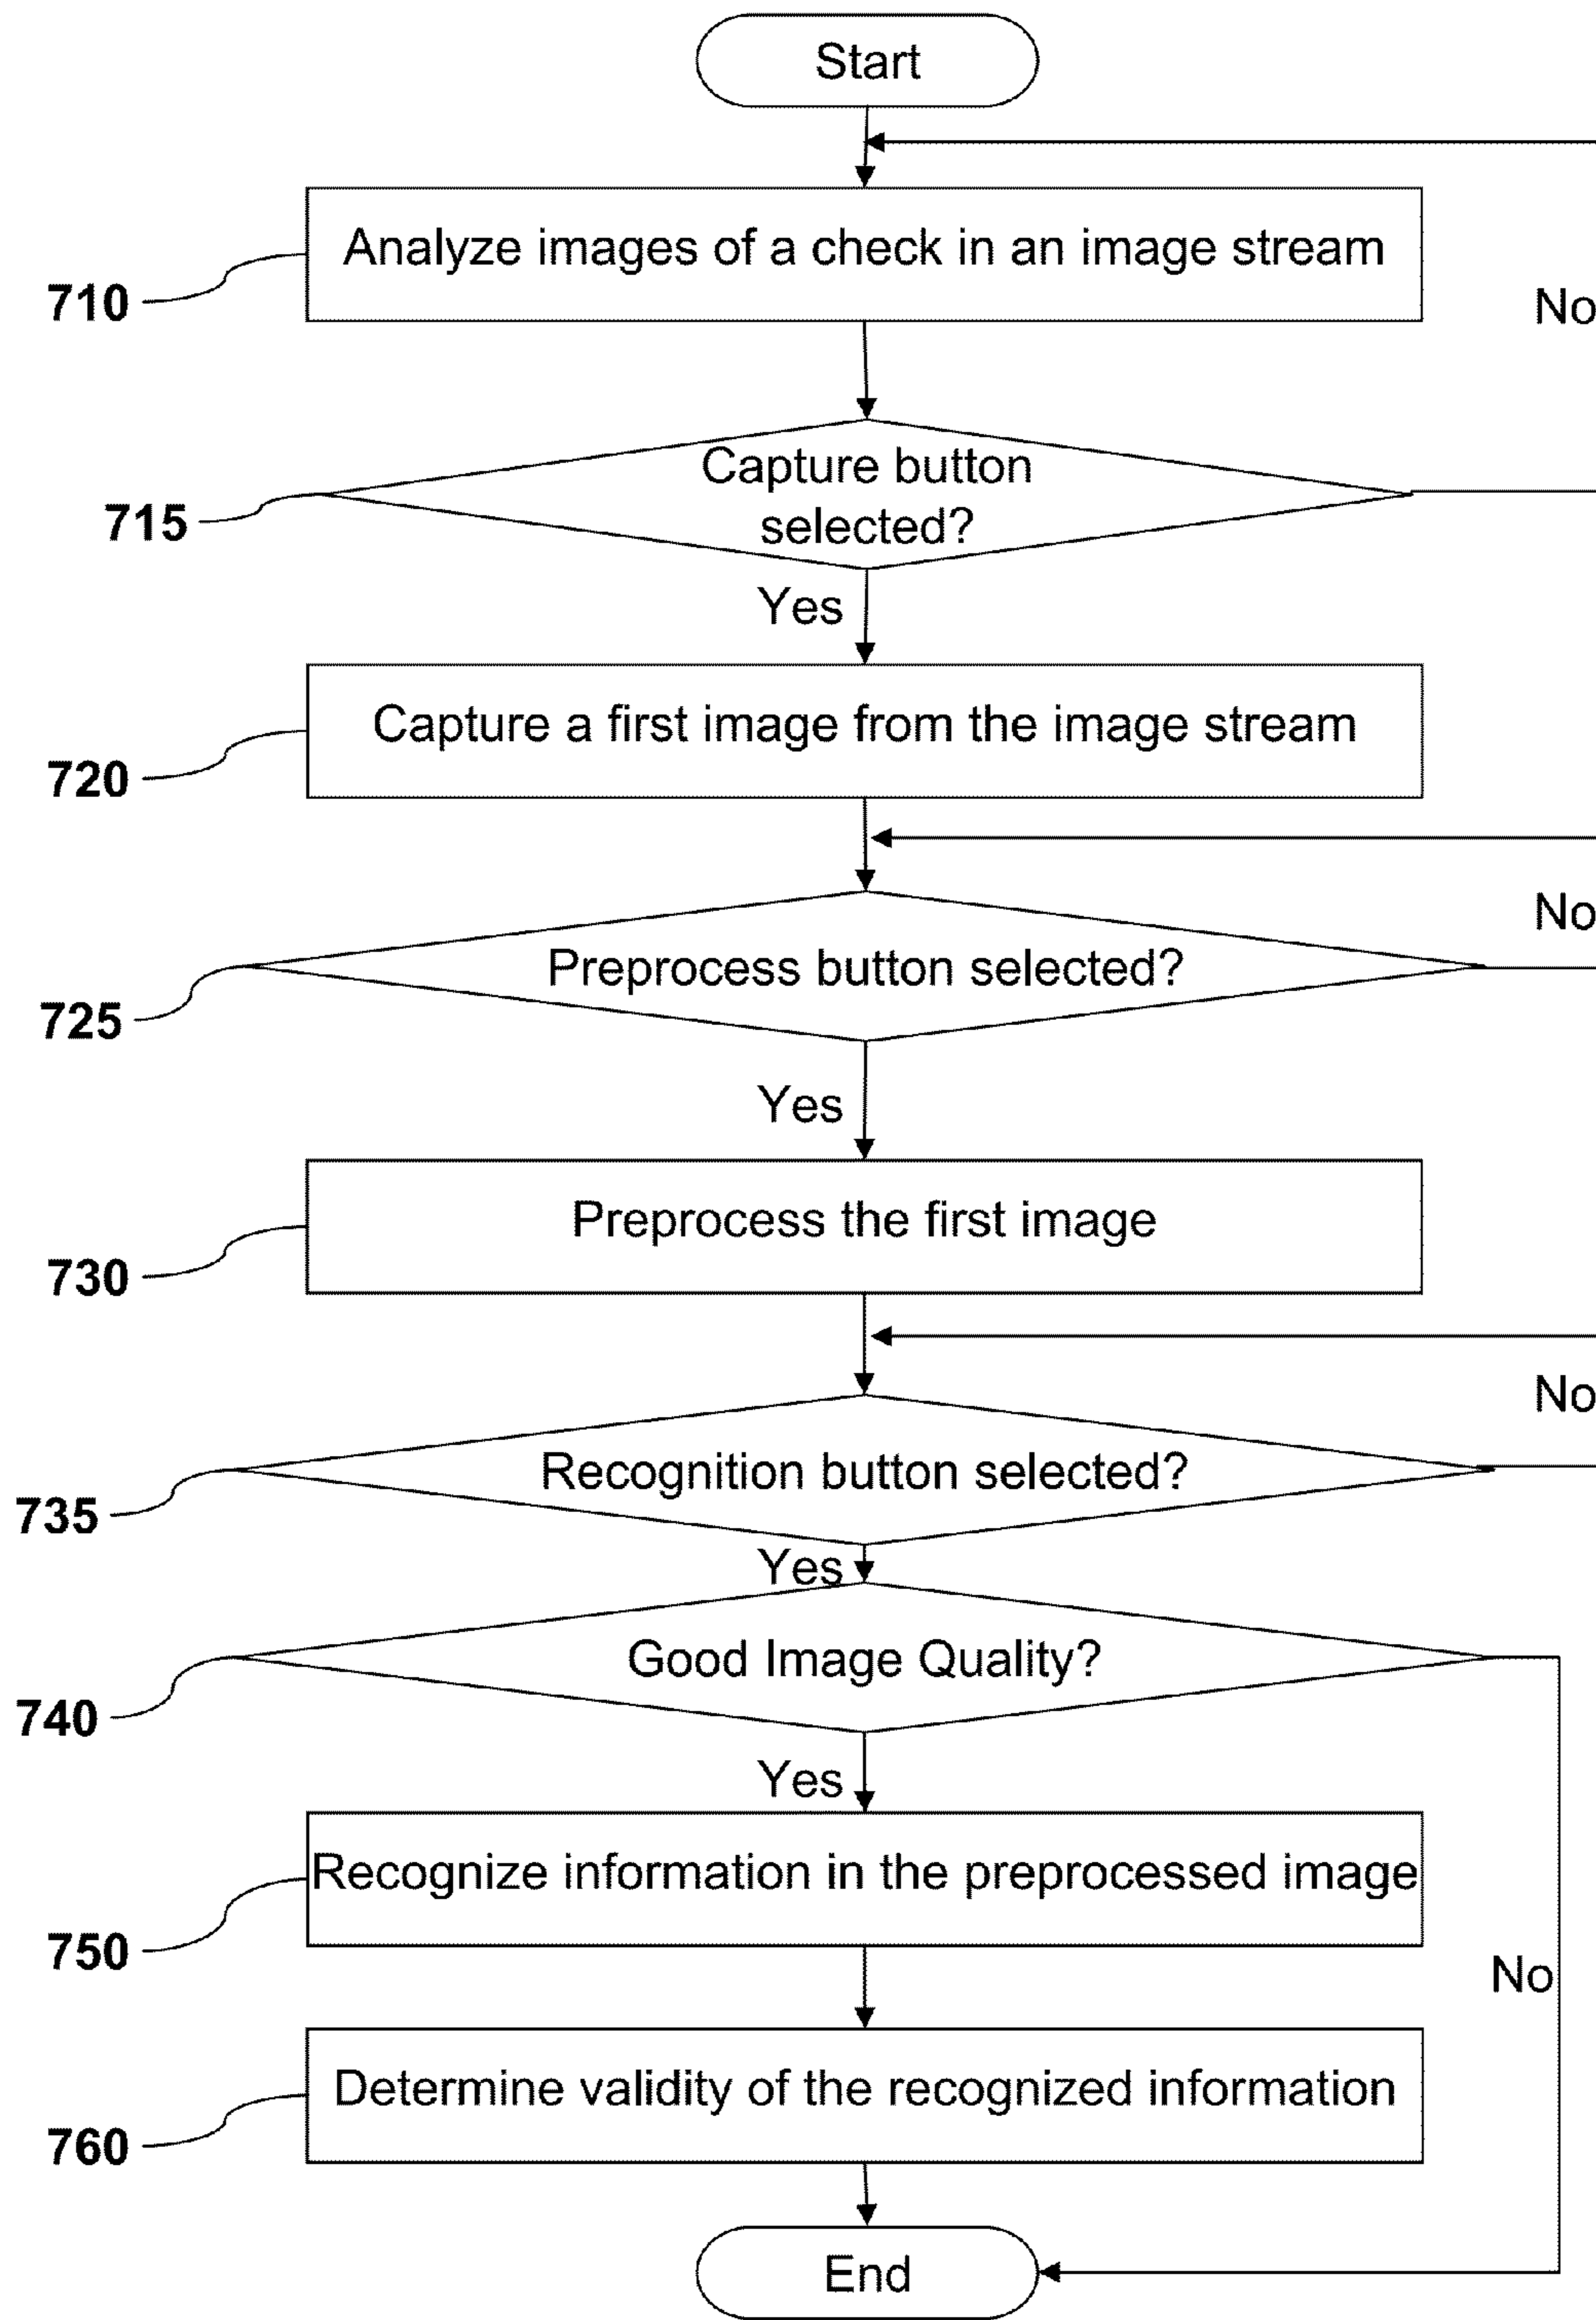 Start
Analyze images of a check in an image stream
710
No
Capture button
selected?
715
Yes
Capture a first image from the image stream
720
No
Preprocess button selected?
725
Yes
Preprocess the first image
730
No
Recognition button selected?
735
Yes
Good Image Quality?
740
Yes
Recognize information in the preprocessed image
750
No
Determine validity of the recognized information
760
End